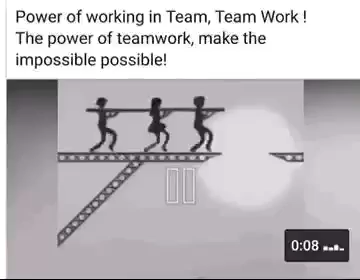 Power of working in Team, Team Work !
The power of teamwork, make the
impossible possible!
0:08